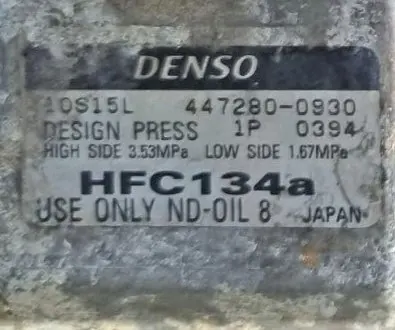 DENSO
10S15L 447280-0930
DESIGN PRESS 1P 0394
HIGH SIDE 3.53MPa LOW SIDE 1.67MPa
HFC134a
USE ONLY ND-OIL 8 JAPAN